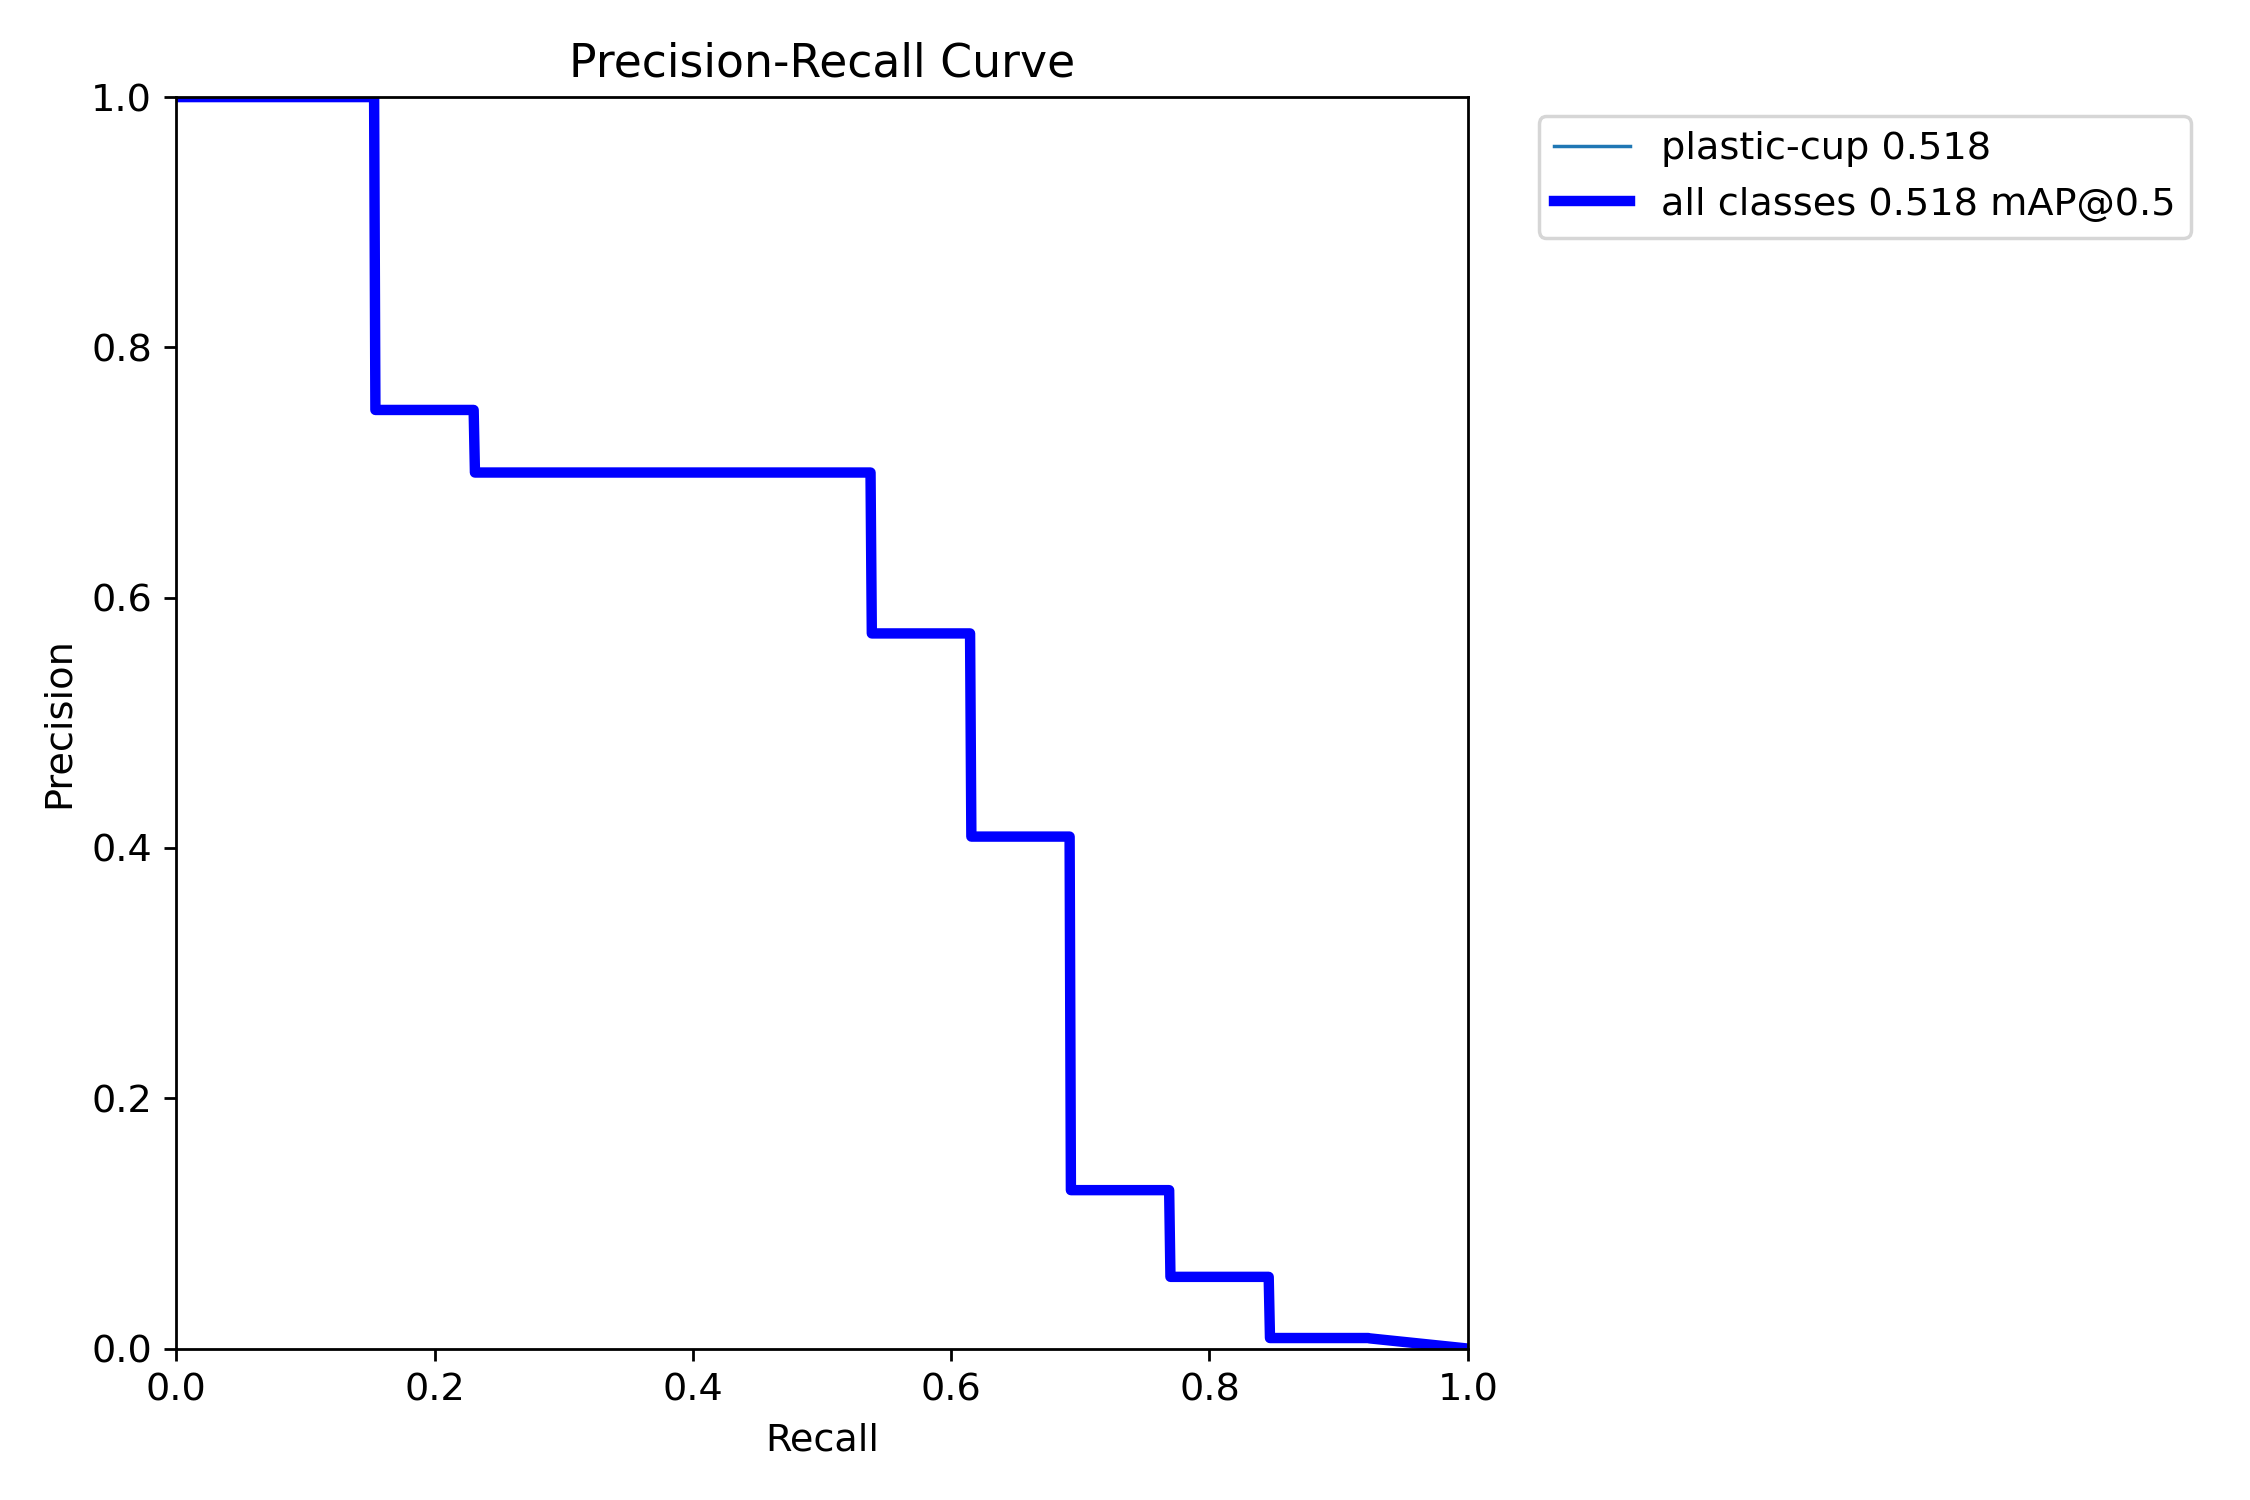 Precision-Recall Curve
1.0
0.8
0.6
0.4
0.2
0.0
Precision
0.0 0.2 0.4 0.6 0.8 1.0
Recall
plastic-cup 0.518
all classes 0.518 mAP@0.5